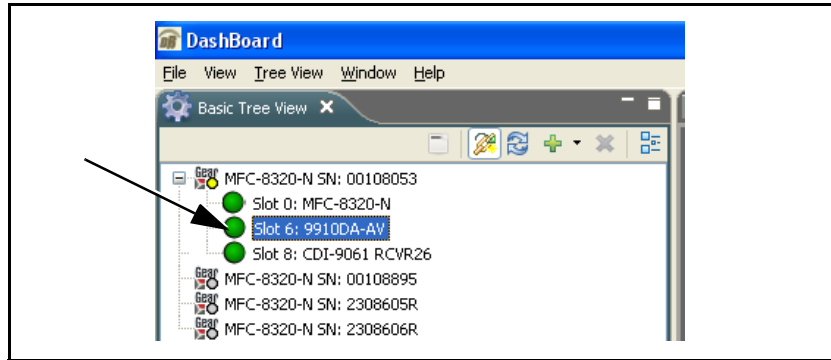 DashBoard
File View Tree View Window Help
Basic Tree View
Gear MFC-8320-N SN: 00108053
Slot 0: MFC-8320-N
Slot 6: 9910DA-AV
Slot 8: CDI-9061 RCVR26
Gear MFC-8320-N SN: 00108895
Gear MFC-8320-N SN: 2308605R
Gear MFC-8320-N SN: 2308606R